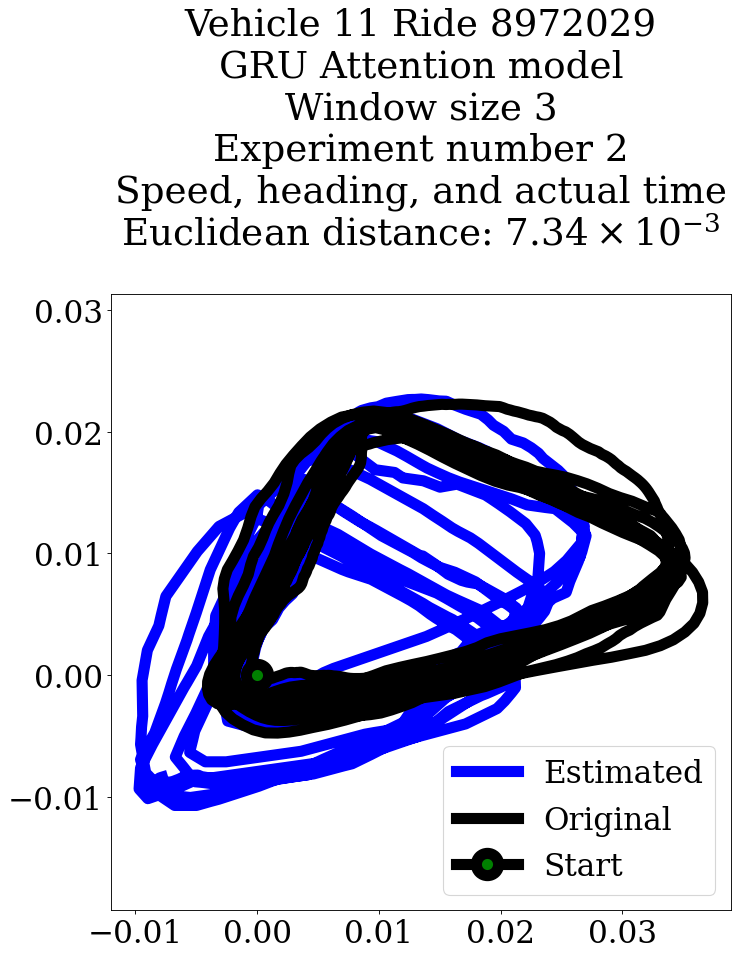 Vehicle 11 Ride 8972029
GRU Attention model
Window size 3
Experiment number 2
Speed, heading, and actual time
Euclidean distance: 7.34 × 10⁻³
0.03
0.02
0.01
0.00
−0.01
Estimated
Original
Start
−0.01 0.00 0.01 0.02 0.03